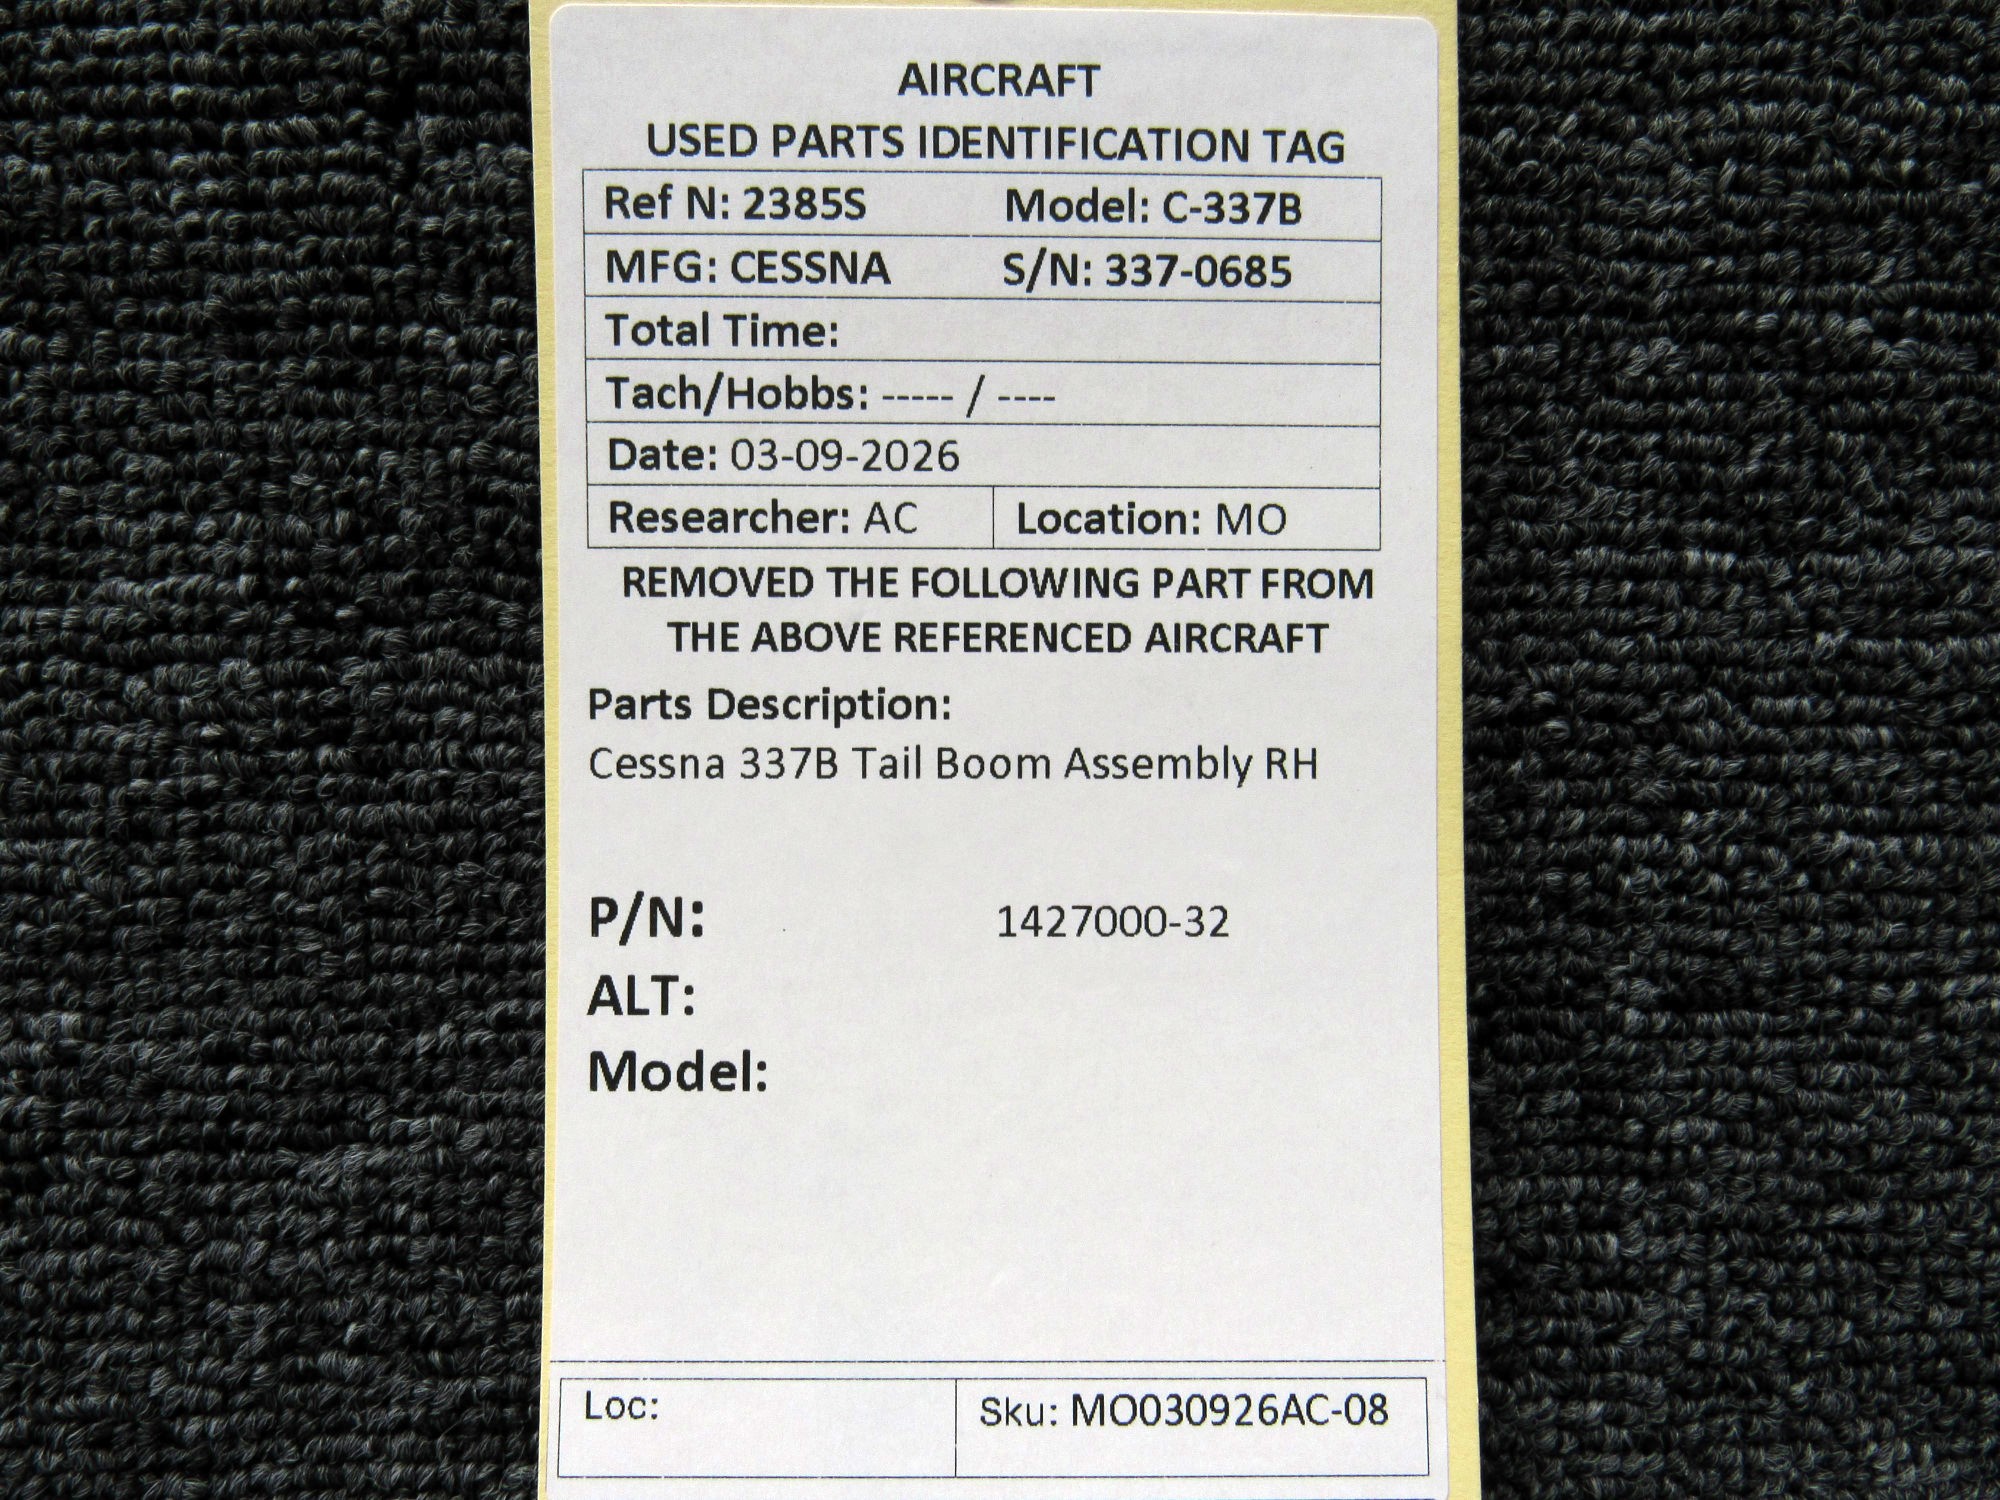 AIRCRAFT
USED PARTS IDENTIFICATION TAG
Ref N: 2385S Model: C-337B
MFG: CESSNA S/N: 337-0685
Total Time:
Tach/Hobbs: ----- / ----
Date: 03-09-2026
Researcher: AC Location: MO
REMOVED THE FOLLOWING PART FROM
THE ABOVE REFERENCED AIRCRAFT
Parts Description:
Cessna 337B Tail Boom Assembly RH
P/N: 1427000-32
ALT:
Model:
Loc: Sku: MO030926AC-08